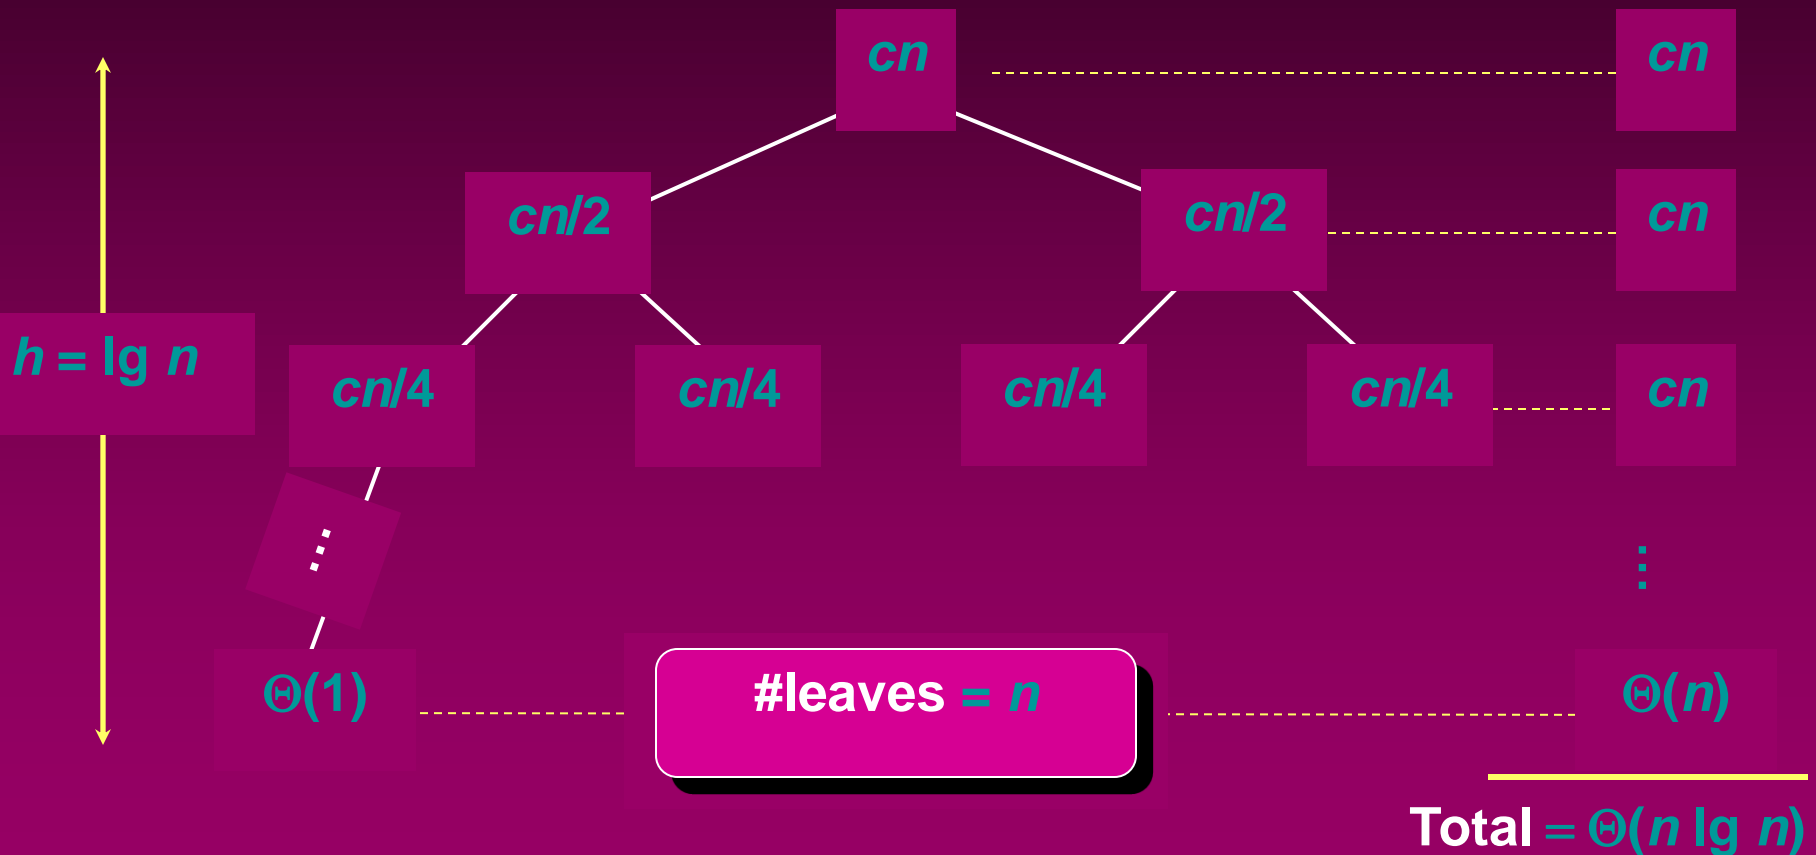 cn cn
cn/2 cn/2 cn
h = lg n
cn/4 cn/4 cn/4 cn/4 cn
… ⋮
Θ(1) #leaves = n Θ(n)
Total = Θ(n lg n)